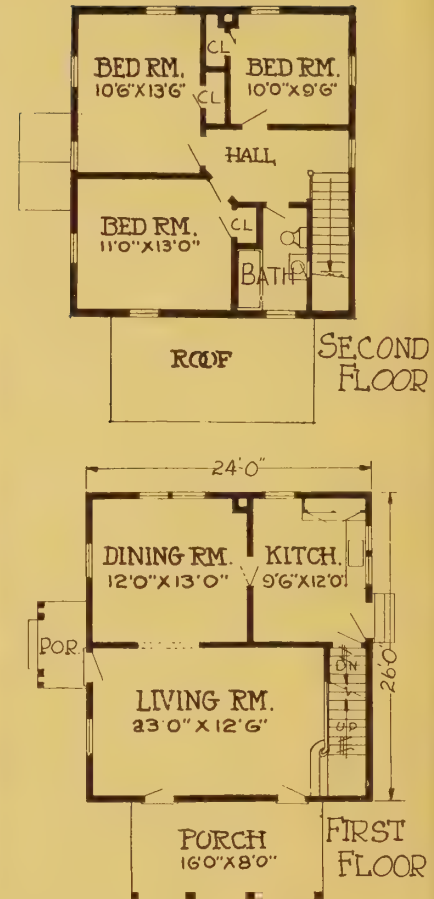 BED RM.
10'6"X13'6"
CL
CL
BED RM.
10'0"X9'6"
HALL
BED RM.
11'0"X13'0"
CL
BATH
ROOF
SECOND
FLOOR
24'-0"
DINING RM.
12'0"X13'0"
KITCH.
9'6"X12'0"
POR.
DN
UP
26'-0"
LIVING RM.
23'0" X 12'6"
PORCH
16'0"X8'0"
FIRST
FLOOR